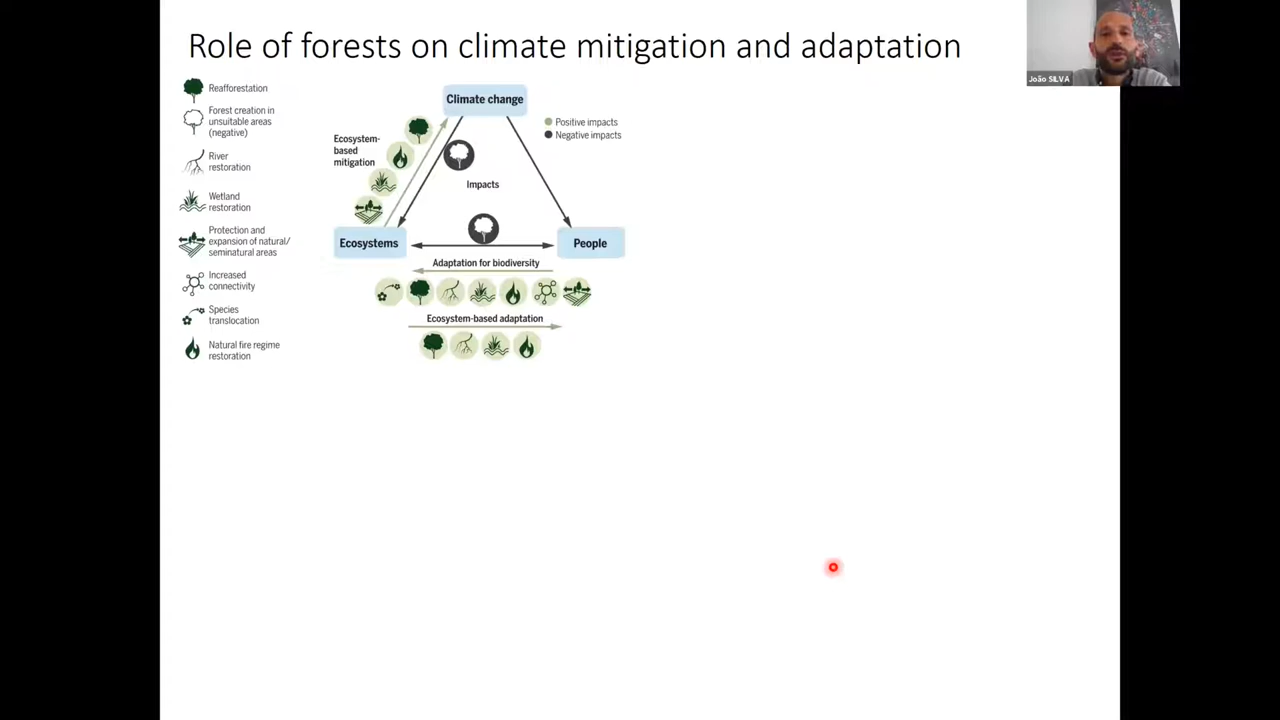 Role of forests on climate mitigation and adaptation
João SILVA
Reafforestation
Forest creation in
unsuitable areas
(negative)
River
restoration
Wetland
restoration
Protection and
expansion of natural/
seminatural areas
Increased
connectivity
Species
translocation
Natural fire regime
restoration
Climate change
Positive impacts
Negative impacts
Ecosystem-
based
mitigation
Impacts
Ecosystems
People
Adaptation for biodiversity
Ecosystem-based adaptation